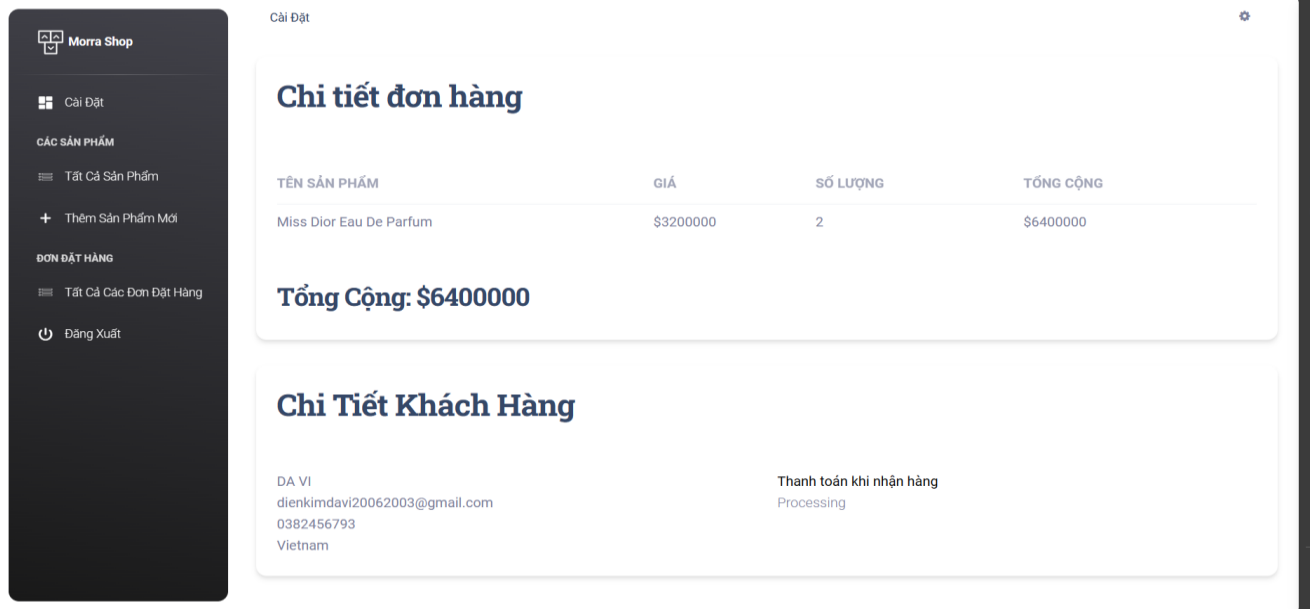 Morra Shop
Cài Đặt
CÁC SẢN PHẨM
Tất Cả Sản Phẩm
Thêm Sản Phẩm Mới
ĐƠN ĐẶT HÀNG
Tất Cả Các Đơn Đặt Hàng
Đăng Xuất
Cài Đặt
Chi tiết đơn hàng
TÊN SẢN PHẨM GIÁ SỐ LƯỢNG TỔNG CỘNG
Miss Dior Eau De Parfum $3200000 2 $6400000
Tổng Cộng: $6400000
Chi Tiết Khách Hàng
DA VI
dienkimdavi20062003@gmail.com
0382456793
Vietnam
Thanh toán khi nhận hàng
Processing